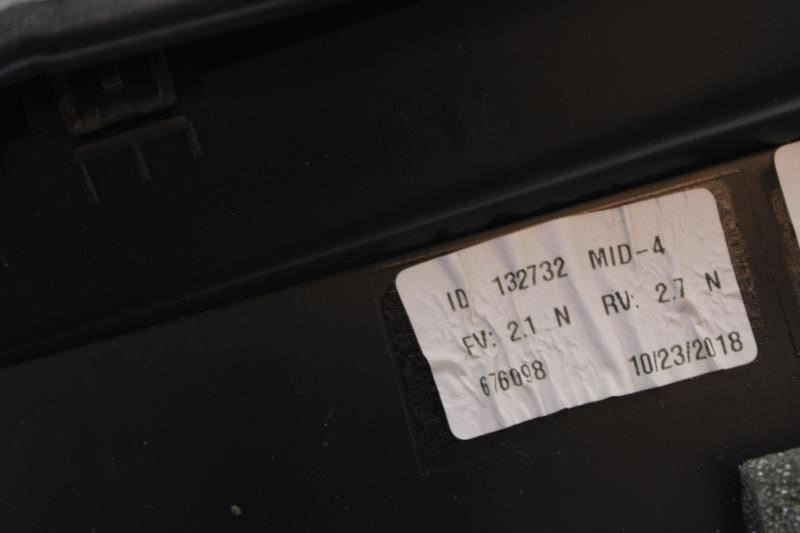 ID 132732 MID-4
FV: 2.1 N RV: 2.7 N
676098 10/23/2018